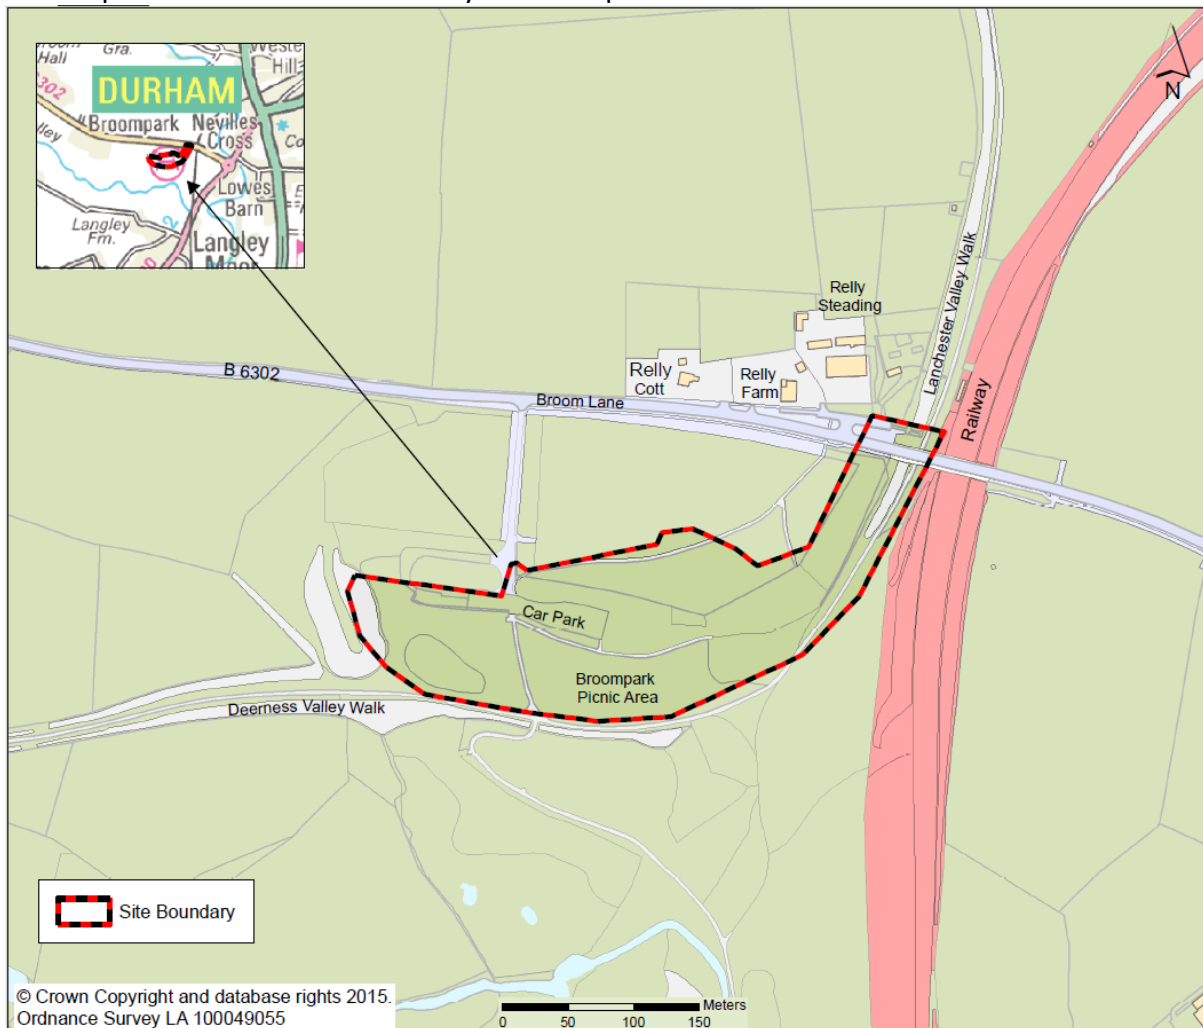 Gra.
Hall
Hill
DURHAM
Broompark Nevilles
Cross
Lowes
Barn
Langley
Fm.
Langley
N
Relly
Steading
Lanchester Valley Walk
Relly
Cott
Relly
Farm
Railway
B 6302
Broom Lane
Car Park
Broompark
Picnic Area
Deerness Valley Walk
Site Boundary
© Crown Copyright and database rights 2015.
Ordnance Survey LA 100049055
Meters
0 50 100 150